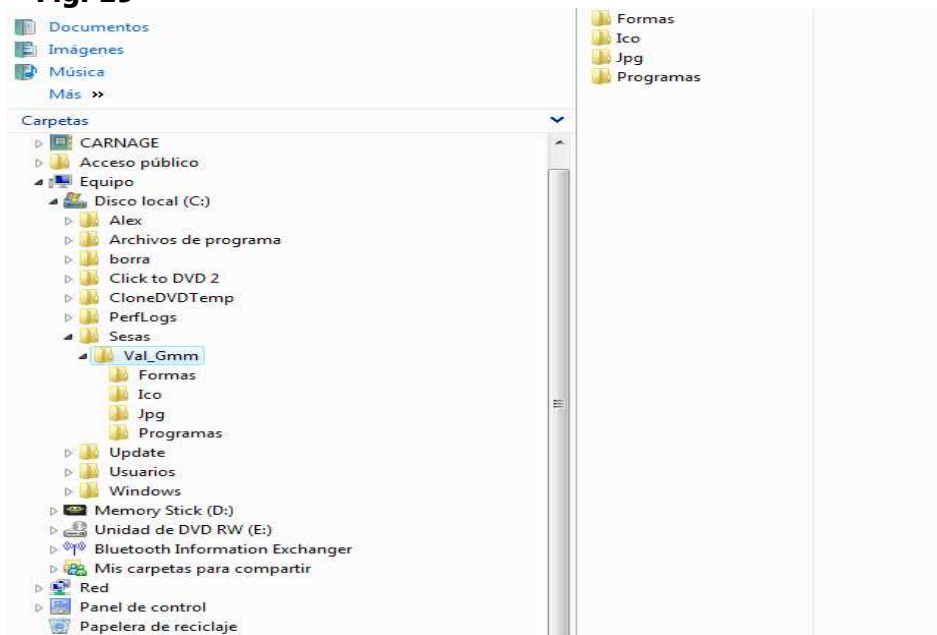 Fig. 29
Documentos
Imágenes
Música
Más »
Carpetas
CARNAGE
Acceso público
Equipo
Disco local (C:)
Alex
Archivos de programa
borra
Click to DVD 2
CloneDVDTemp
PerfLogs
Sesas
Val_Gmm
Formas
Ico
Jpg
Programas
Update
Usuarios
Windows
Memory Stick (D:)
Unidad de DVD RW (E:)
Bluetooth Information Exchanger
Mis carpetas para compartir
Red
Panel de control
Papelera de reciclaje
Formas
Ico
Jpg
Programas